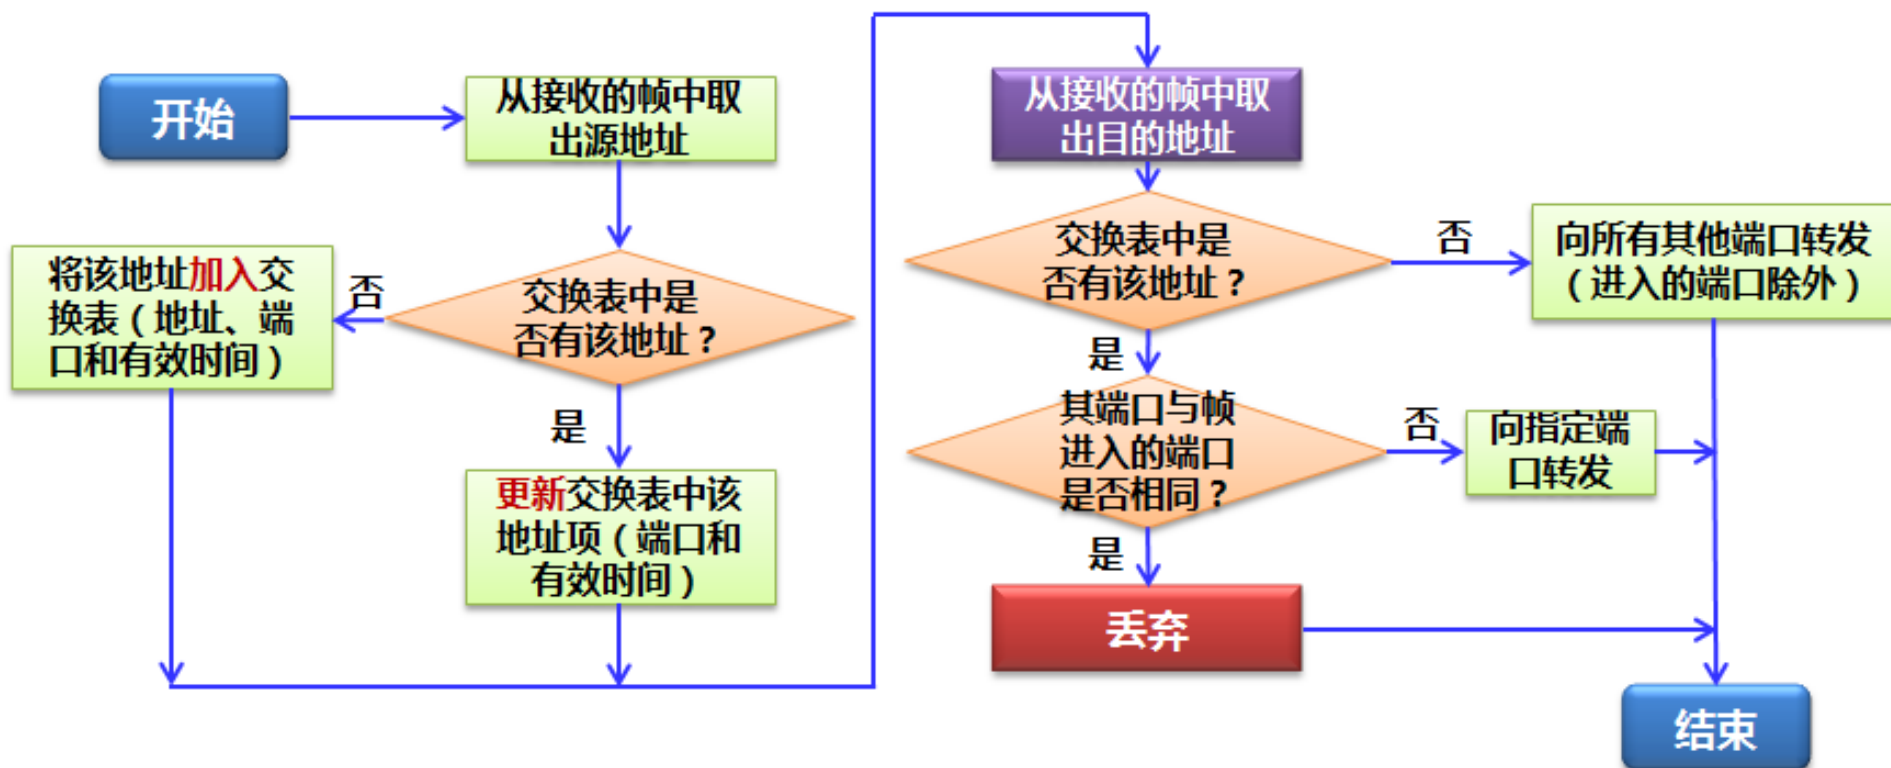 开始
从接收的帧中取
出源地址
交换表中是
否有该地址？
否
将该地址加入交
换表（地址、端
口和有效时间）
是
更新交换表中该
地址项（端口和
有效时间）
从接收的帧中取
出目的地址
交换表中是
否有该地址？
否
向所有其他端口转发
（进入的端口除外）
是
其端口与帧
进入的端口
是否相同？
否
向指定端
口转发
是
丢弃
结束